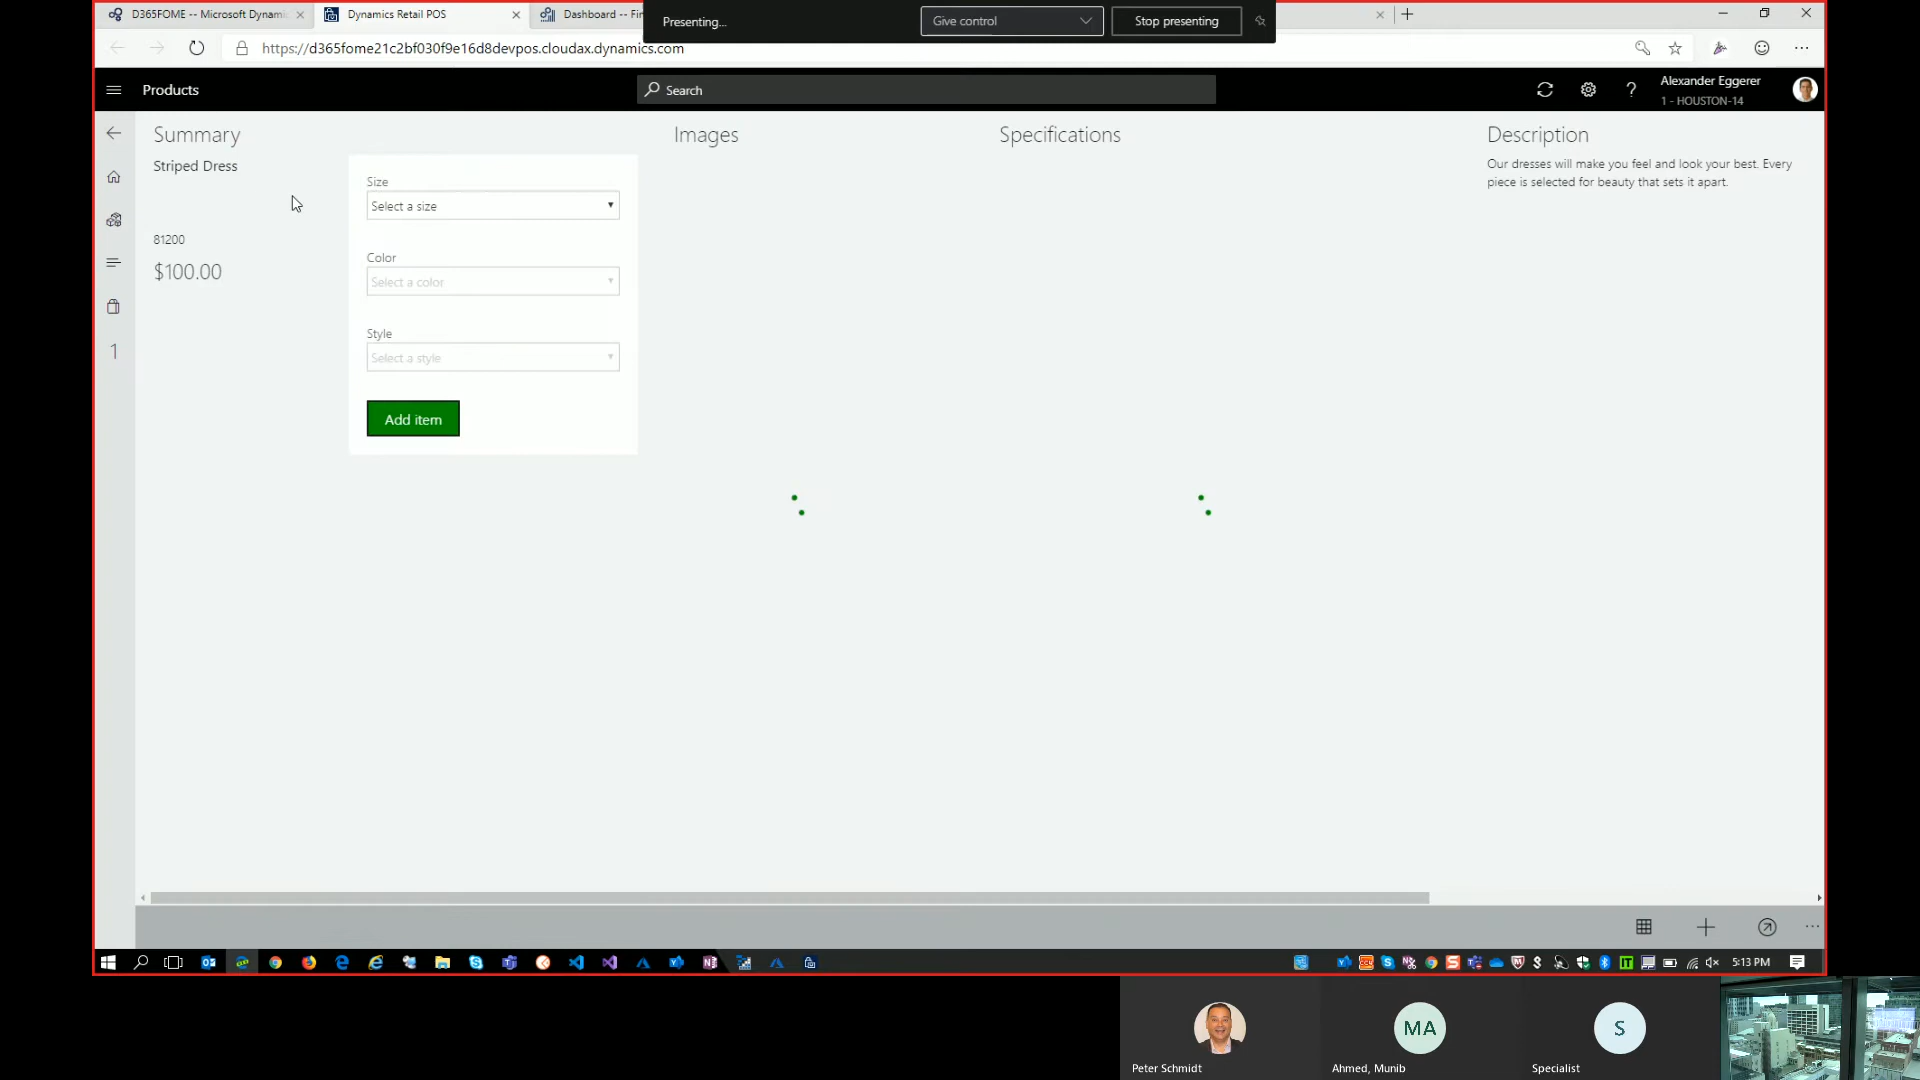 D365FOME -- Microsoft Dynami
Dynamics Retail POS
Dashboard -- Fin
Presenting...
Give control
Stop presenting
https://d365fome21c2bf030f9e16d8devpos.cloudax.dynamics.com
Products
Search
?
Alexander Eggerer
1 - HOUSTON-14
Summary
Images
Specifications
Description
Striped Dress
Our dresses will make you feel and look your best. Every
piece is selected for beauty that sets it apart.
Size
Select a size
81200
$100.00
Color
Select a color
Style
Select a style
1
Add item
5:13 PM
MA
S
Peter Schmidt
Ahmed, Munib
Specialist